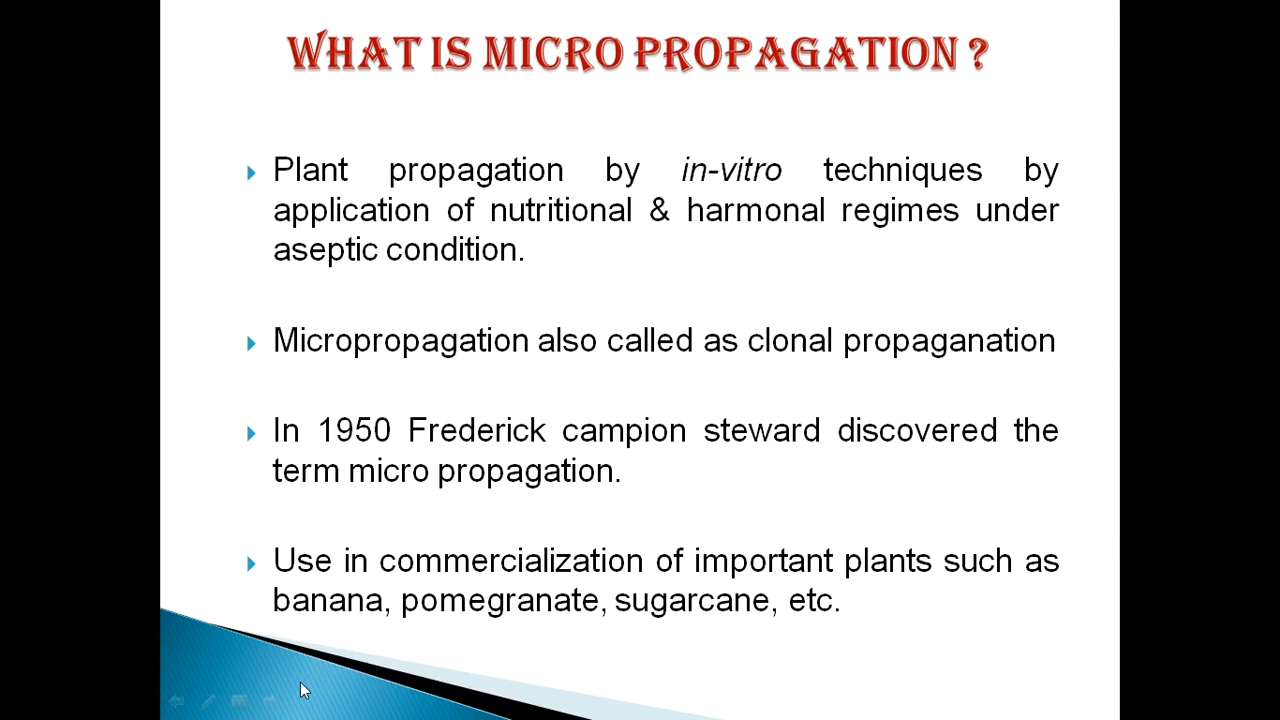 WHAT IS MICRO PROPAGATION ?
Plant propagation by in-vitro techniques by
application of nutritional & harmonal regimes under
aseptic condition.
Micropropagation also called as clonal propaganation
In 1950 Frederick campion steward discovered the
term micro propagation.
Use in commercialization of important plants such as
banana, pomegranate, sugarcane, etc.